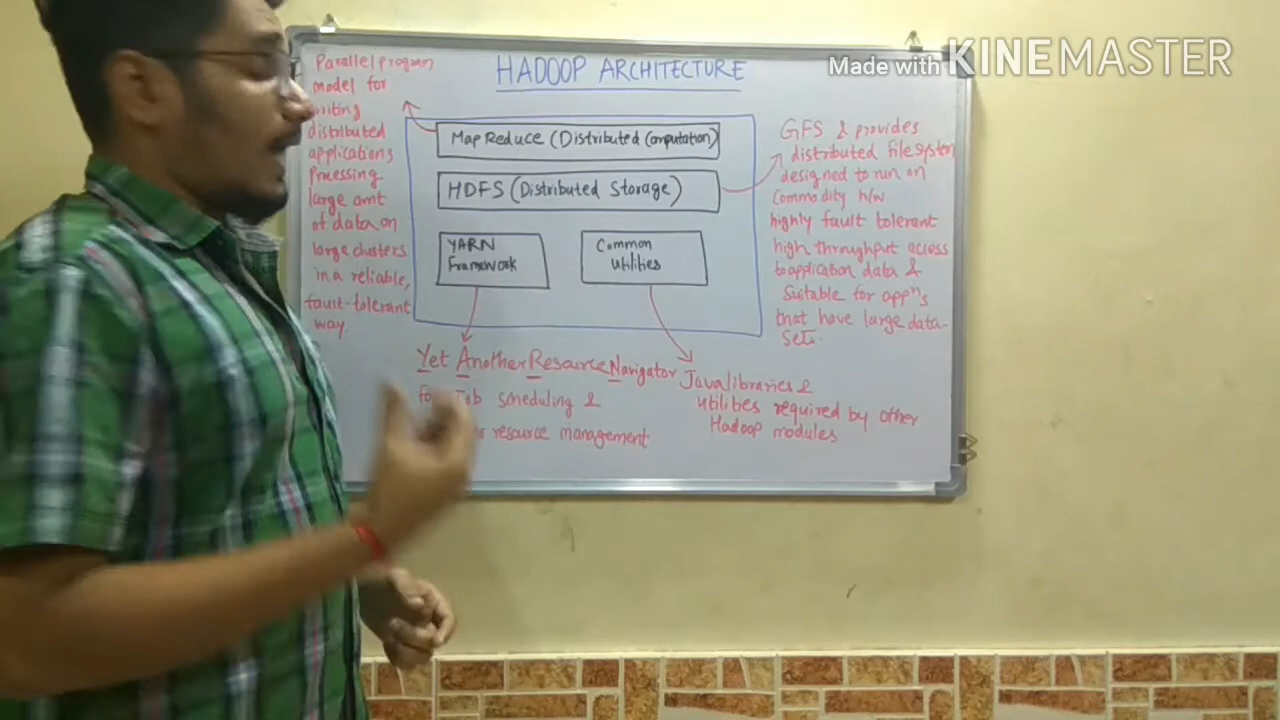 Made with KINEMASTER
HADOOP ARCHITECTURE
Parallel program
model for
writing
distributed
applications
Processing
large amt
of data on
large clusters
in a reliable,
fault-tolerant
way.
Map Reduce (Distributed Computation)
HDFS (Distributed Storage)
YARN
Framework
Common
Utilities
GFS & provides
distributed file system
designed to run on
Commodity h/w
highly fault tolerant
high throughput access
to application data &
Suitable for appⁿs
that have large data-
sets.
Yet Another Resource Navigator
Job scheduling &
resource management
Java libraries &
utilities required by other
Hadoop modules